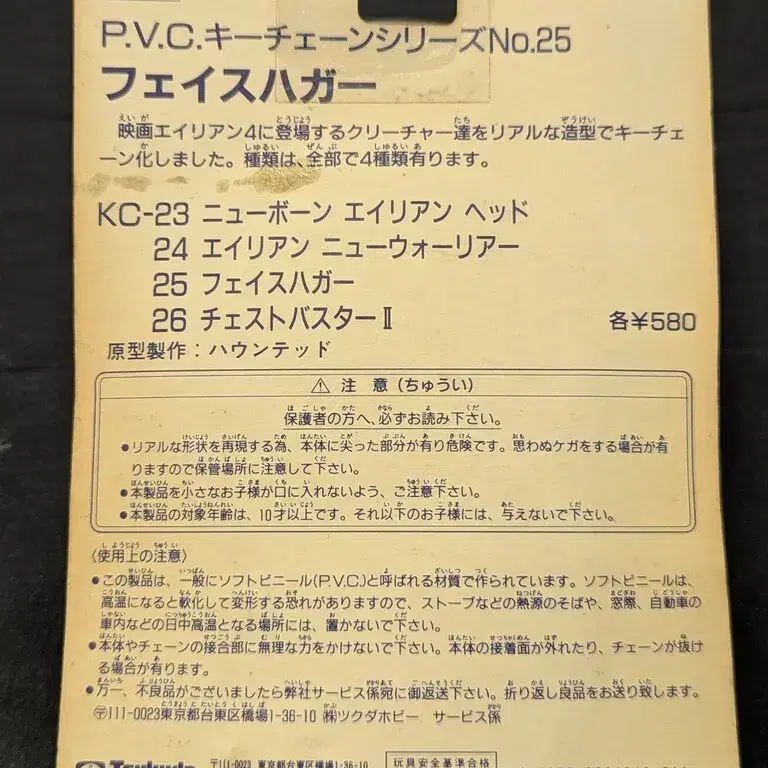 P.V.C.キーチェーンシリーズNo.25
フェイスハガー
映画エイリアン4に登場するクリーチャー達をリアルな造型でキーチェ
ーン化しました。種類は、全部で4種類有ります。
KC-23 ニューボーン エイリアン ヘッド
24 エイリアン ニューウォーリアー
25 フェイスハガー
26 チェストバスターⅡ 各¥580
原型製作：ハウンテッド
⚠ 注 意（ちゅうい）
保護者の方へ、必ずお読み下さい。
●リアルな形状を再現する為、本体に尖った部分が有り危険です。思わぬケガをする場合が有
りますので保管場所に注意して下さい。
●本製品を小さなお子様が口に入れないよう、ご注意下さい。
●本製品の対象年齢は、10才以上です。それ以下のお子様には、与えないで下さい。
〈使用上の注意〉
●この製品は、一般にソフトビニール(P.V.C.)と呼ばれる材質で作られています。ソフトビニールは、
高温になると軟化して変形する恐れがありますので、ストーブなどの熱源のそばや、窓際、自動車の
車内などの日中高温となる場所には、置かないで下さい。
●本体やチェーンの接合部に無理な力をかけないで下さい。本体の接着面が外れたり、チェーンが抜け
る場合が有ります。
●万一、不良品がございましたら弊社サービス係宛に御返送下さい。折り返し良品をお送り致します。
〒111-0023東京都台東区橋場1-36-10 ㈱ツクダホビー サービス係
Tsukuda 〒111-0023 東京都台東区橋場1-36-10 玩具安全基準合格